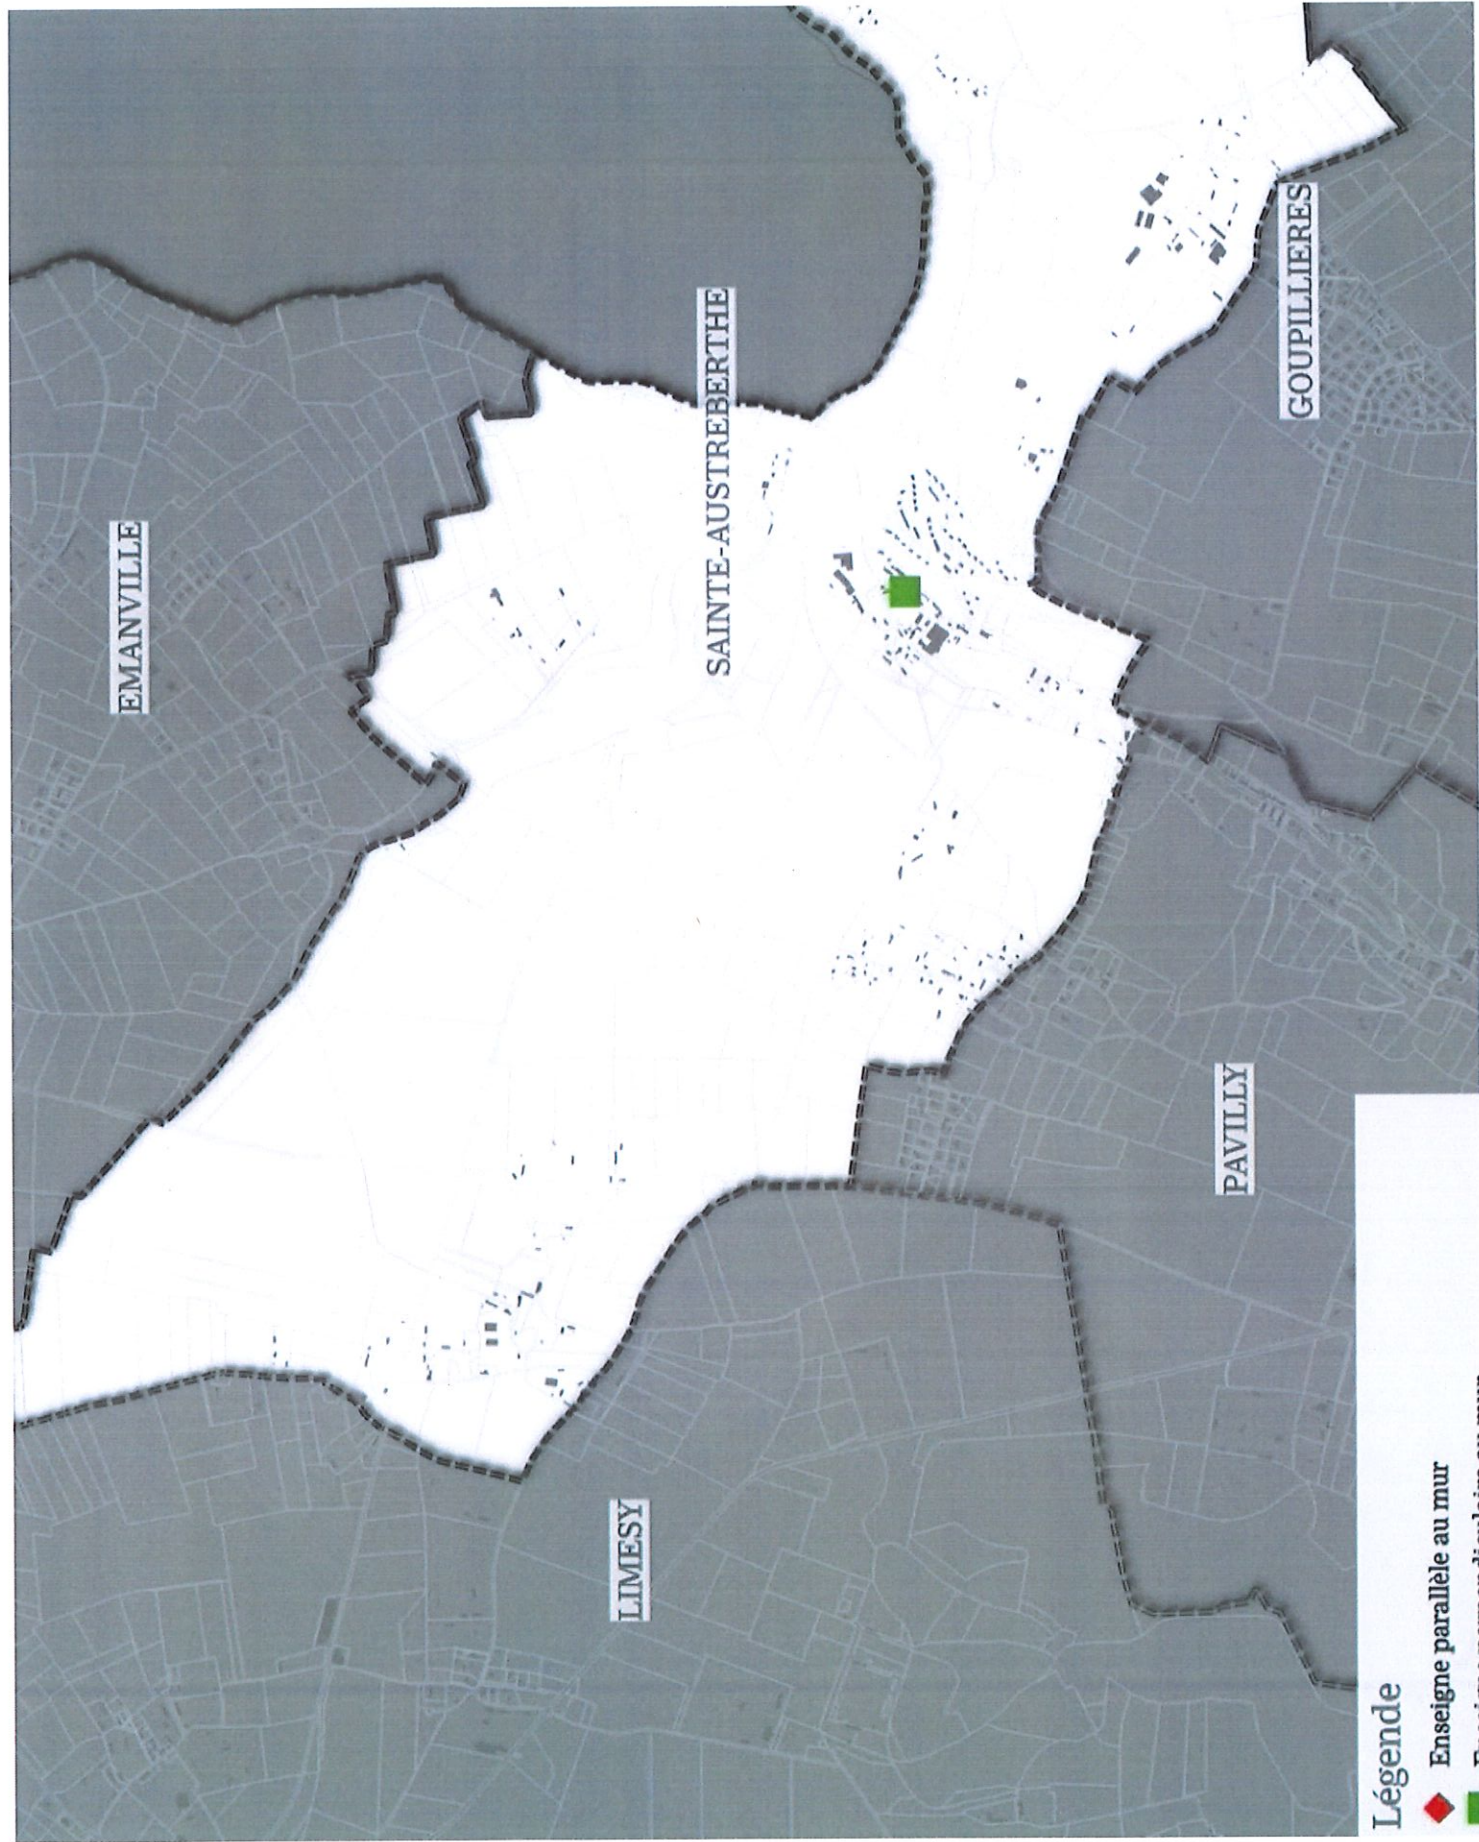 EMANVILLE
SAINTE-AUSTREBERTHE
GOUPILLIERES
LIMESY
PAVILLY
Légende
Enseigne parallèle au mur